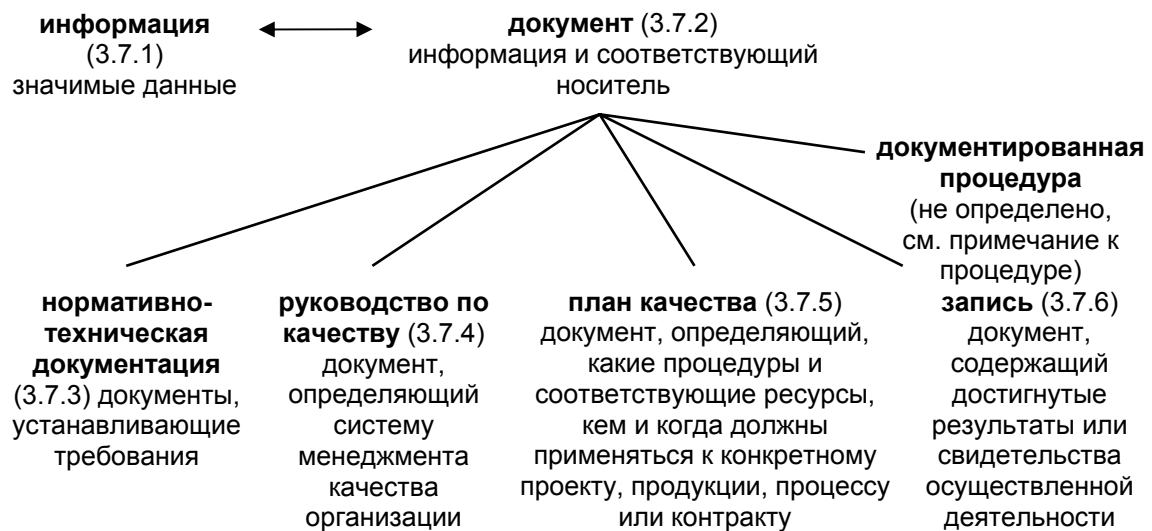 информация
(3.7.1)
значимые данные
документ (3.7.2)
информация и соответствующий
носитель
документированная
процедура
(не определено,
см. примечание к
процедуре)
нормативно-
техническая
документация
(3.7.3) документы,
устанавливающие
требования
руководство по
качеству (3.7.4)
документ,
определяющий
систему
менеджмента
качества
организации
план качества (3.7.5)
документ, определяющий,
какие процедуры и
соответствующие ресурсы,
кем и когда должны
применяться к конкретному
проекту, продукции, процессу
или контракту
запись (3.7.6)
документ,
содержащий
достигнутые
результаты или
свидетельства
осуществленной
деятельности